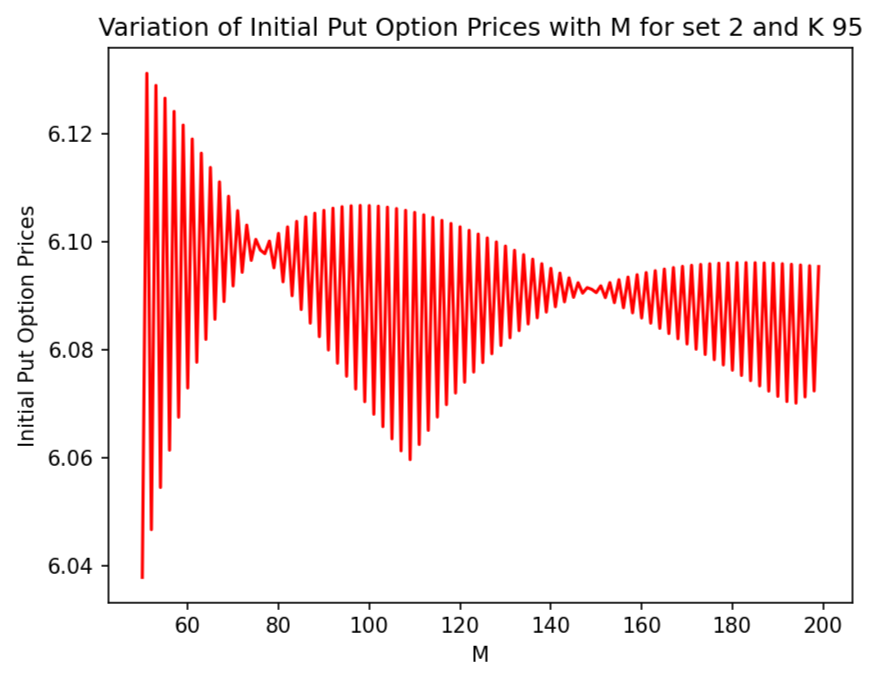 Variation of Initial Put Option Prices with M for set 2 and K 95
Initial Put Option Prices
6.12
6.10
6.08
6.06
6.04
60 80 100 120 140 160 180 200
M